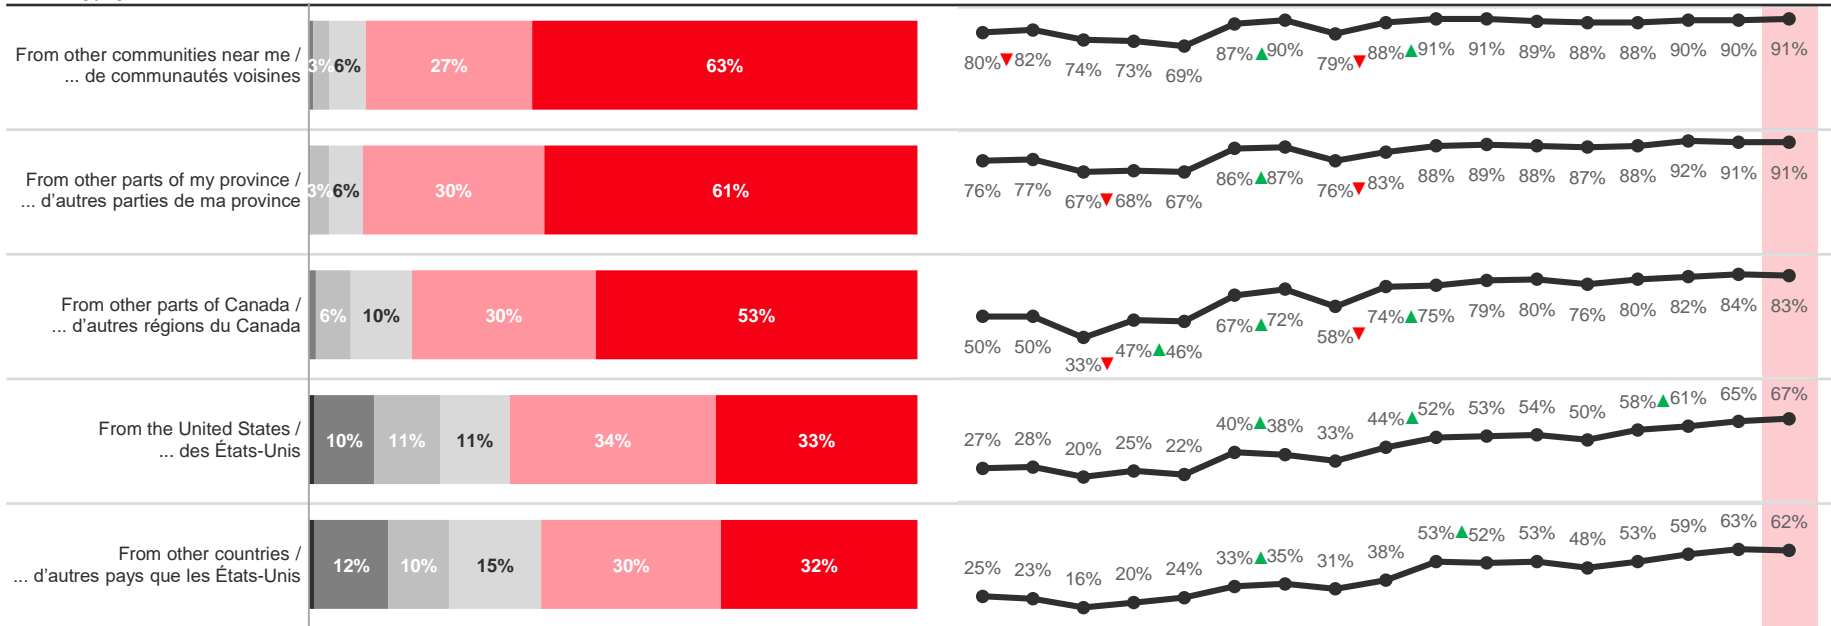 From other communities near me /
... de communautés voisines
3% 6% 27% 63%
80% 82% 74% 73% 69% 87% 90% 79% 88% 91% 91% 89% 88% 88% 90% 90% 91%
From other parts of my province /
... d'autres parties de ma province
3% 6% 30% 61%
76% 77% 67% 68% 67% 86% 87% 76% 83% 88% 89% 88% 87% 88% 92% 91% 91%
From other parts of Canada /
... d'autres régions du Canada
6% 10% 30% 53%
50% 50% 33% 47% 46% 67% 72% 58% 74% 75% 79% 80% 76% 80% 82% 84% 83%
From the United States /
... des États-Unis
10% 11% 11% 34% 33%
27% 28% 20% 25% 22% 40% 38% 33% 44% 52% 53% 54% 50% 58% 61% 65% 67%
From other countries /
... d'autres pays que les États-Unis
12% 10% 15% 30% 32%
25% 23% 16% 20% 24% 33% 35% 31% 38% 53% 52% 53% 48% 53% 59% 63% 62%